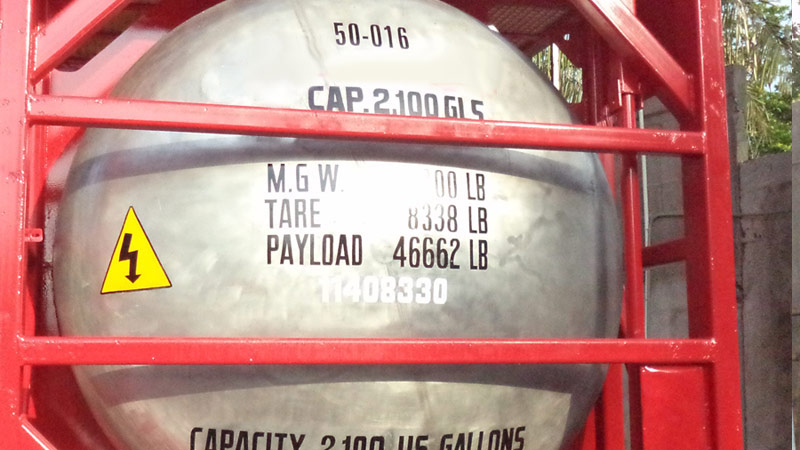 50-016
CAP. 2,100 GLS
M.G W. 00 LB
TARE 8338 LB
PAYLOAD 46662 LB
11408330
CAPACITY 2,100 US GALLONS